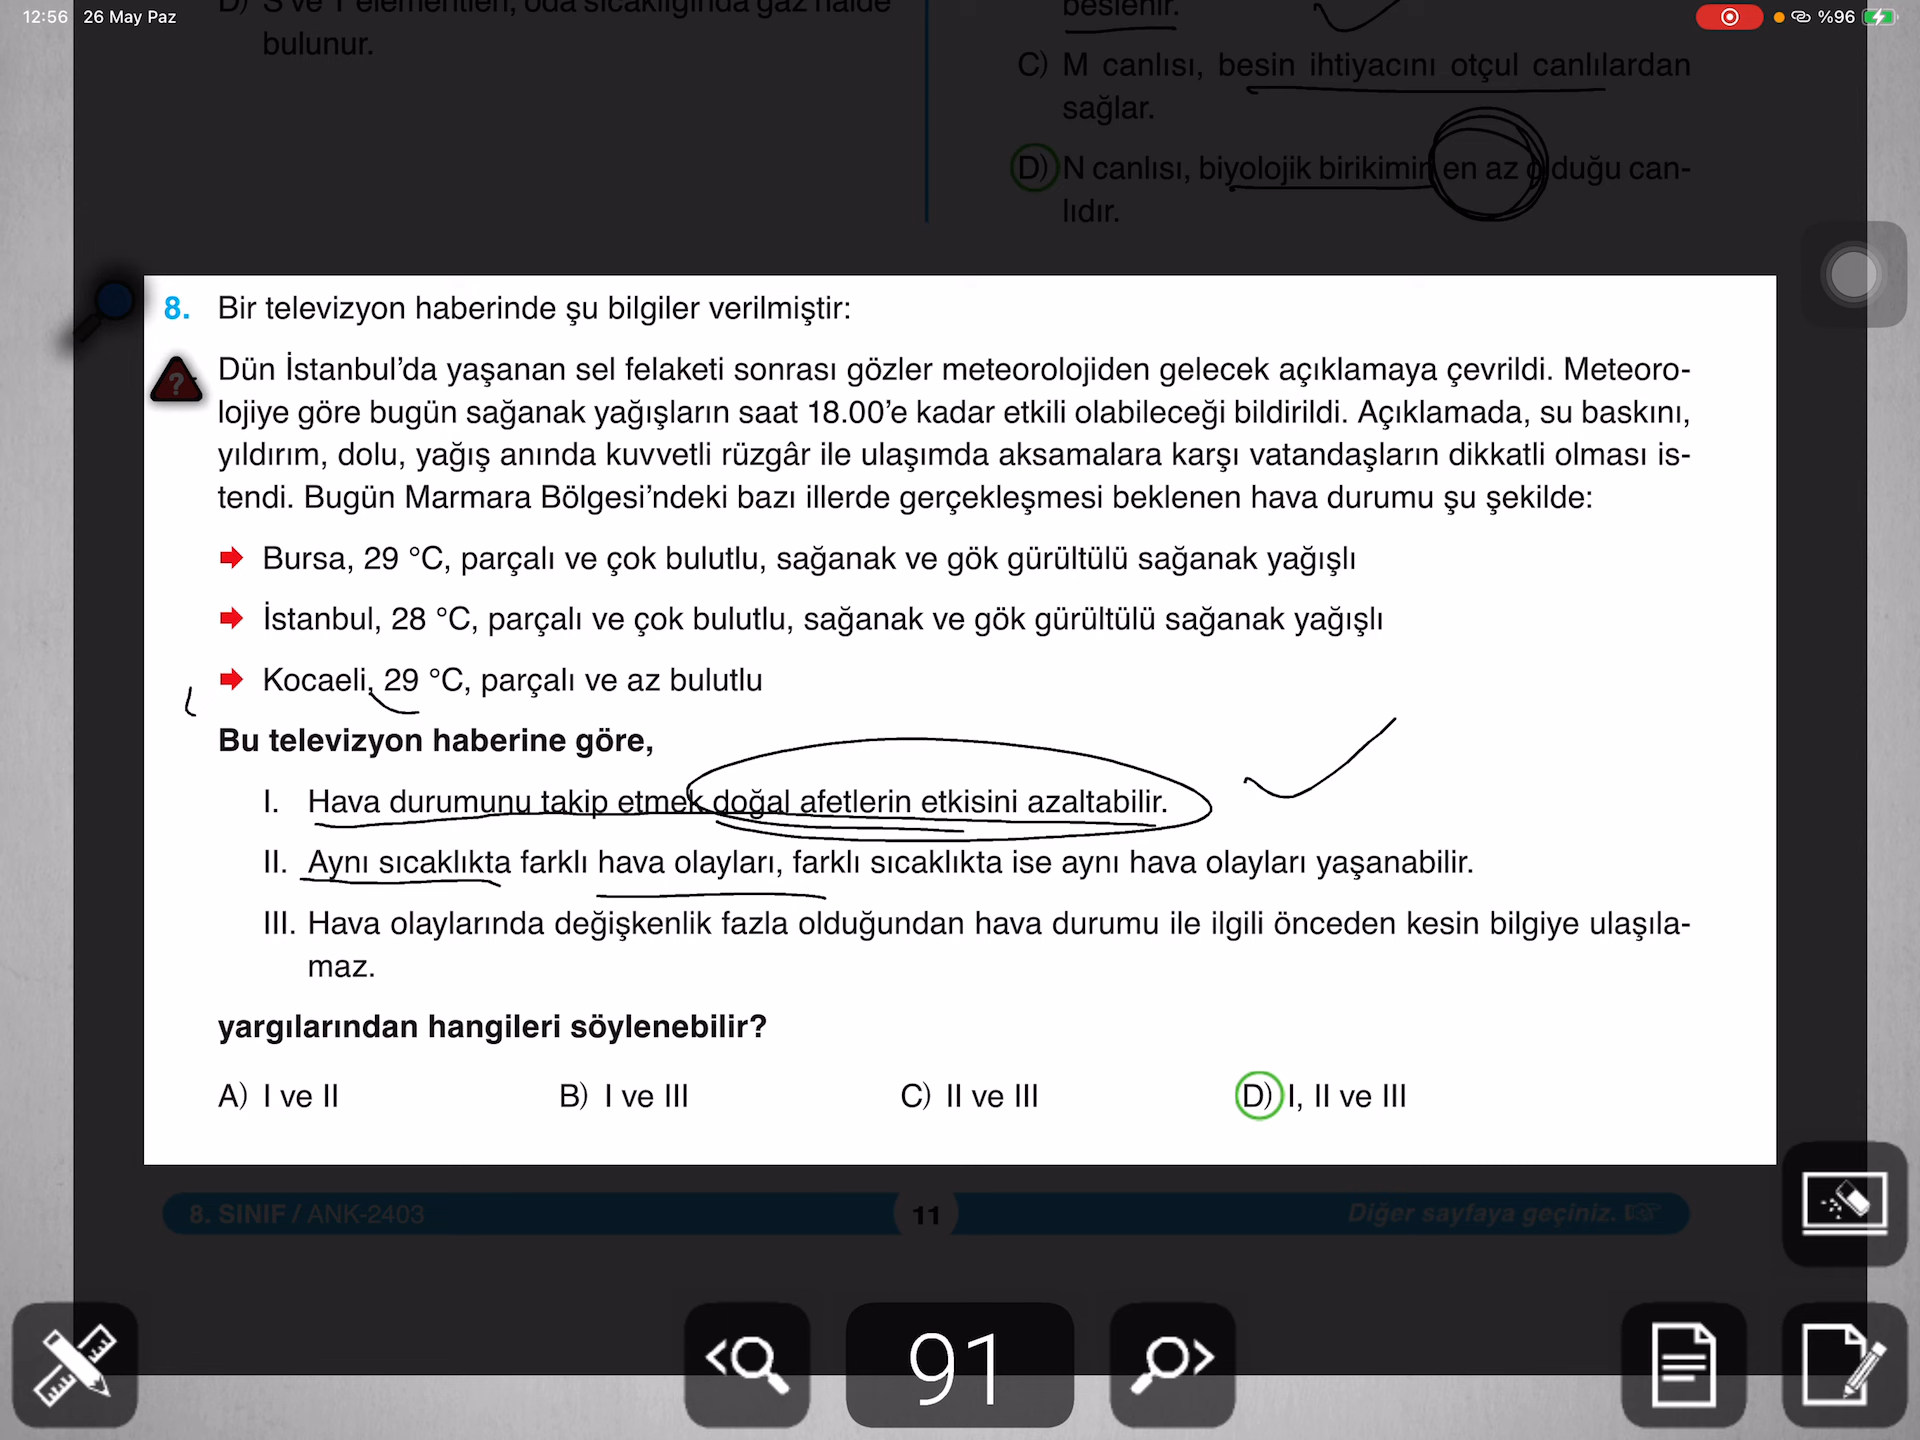 12:56 26 May Paz
%96
D) S ve T elementleri, oda sıcaklığında gaz halde
bulunur.
beslenir.
C) M canlısı, besin ihtiyacını otçul canlılardan
sağlar.
D) N canlısı, biyolojik birikimin en az olduğu can-
lıdır.
8. Bir televizyon haberinde şu bilgiler verilmiştir:
Dün İstanbul’da yaşanan sel felaketi sonrası gözler meteorolojiden gelecek açıklamaya çevrildi. Meteoro-
lojiye göre bugün sağanak yağışların saat 18.00’e kadar etkili olabileceği bildirildi. Açıklamada, su baskını,
yıldırım, dolu, yağış anında kuvvetli rüzgâr ile ulaşımda aksamalara karşı vatandaşların dikkatli olması is-
tendi. Bugün Marmara Bölgesi’ndeki bazı illerde gerçekleşmesi beklenen hava durumu şu şekilde:
Bursa, 29 °C, parçalı ve çok bulutlu, sağanak ve gök gürültülü sağanak yağışlı
İstanbul, 28 °C, parçalı ve çok bulutlu, sağanak ve gök gürültülü sağanak yağışlı
Kocaeli, 29 °C, parçalı ve az bulutlu
Bu televizyon haberine göre,
I. Hava durumunu takip etmek doğal afetlerin etkisini azaltabilir.
II. Aynı sıcaklıkta farklı hava olayları, farklı sıcaklıkta ise aynı hava olayları yaşanabilir.
III. Hava olaylarında değişkenlik fazla olduğundan hava durumu ile ilgili önceden kesin bilgiye ulaşıla-
maz.
yargılarından hangileri söylenebilir?
A) I ve II B) I ve III C) II ve III D) I, II ve III
8. SINIF / ANK-2403 11 Diğer sayfaya geçiniz.
91